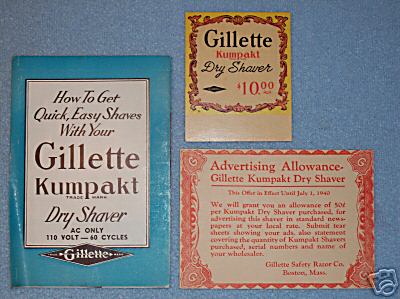 How To Get
Quick, Easy Shaves
With Your
Gillette
Kumpakt
TRADE MARK
Dry Shaver
AC ONLY
110 VOLT — 60 CYCLES
Gillette
Gillette
Kumpakt
Dry Shaver
$10.00
Advertising Allowance-
Gillette Kumpakt Dry Shaver
This Offer in Effect Until July 1, 1940
We will grant you an allowance of 50¢
per Kumpakt Dry Shaver purchased, for
advertising this shaver in standard news-
papers at your local rate. Submit tear
sheets showing your ads, also statement
covering the quantity of Kumpakt Shavers
purchased, serial numbers and name of
your wholesaler.
Gillette Safety Razor Co.
Boston, Mass.